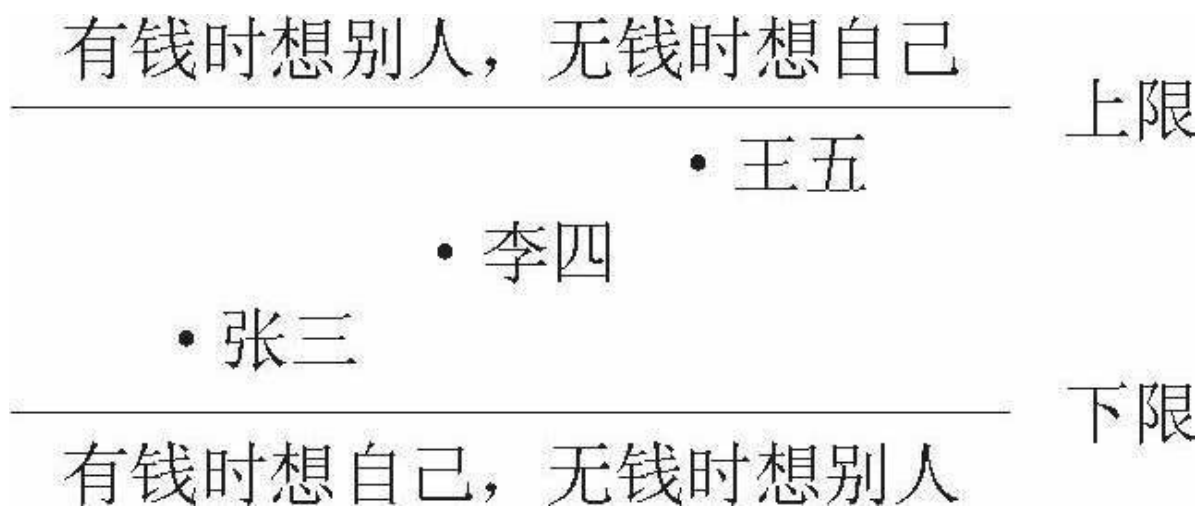 有钱时想别人，无钱时想自己
上限
• 王五
• 李四
• 张三
下限
有钱时想自己，无钱时想别人